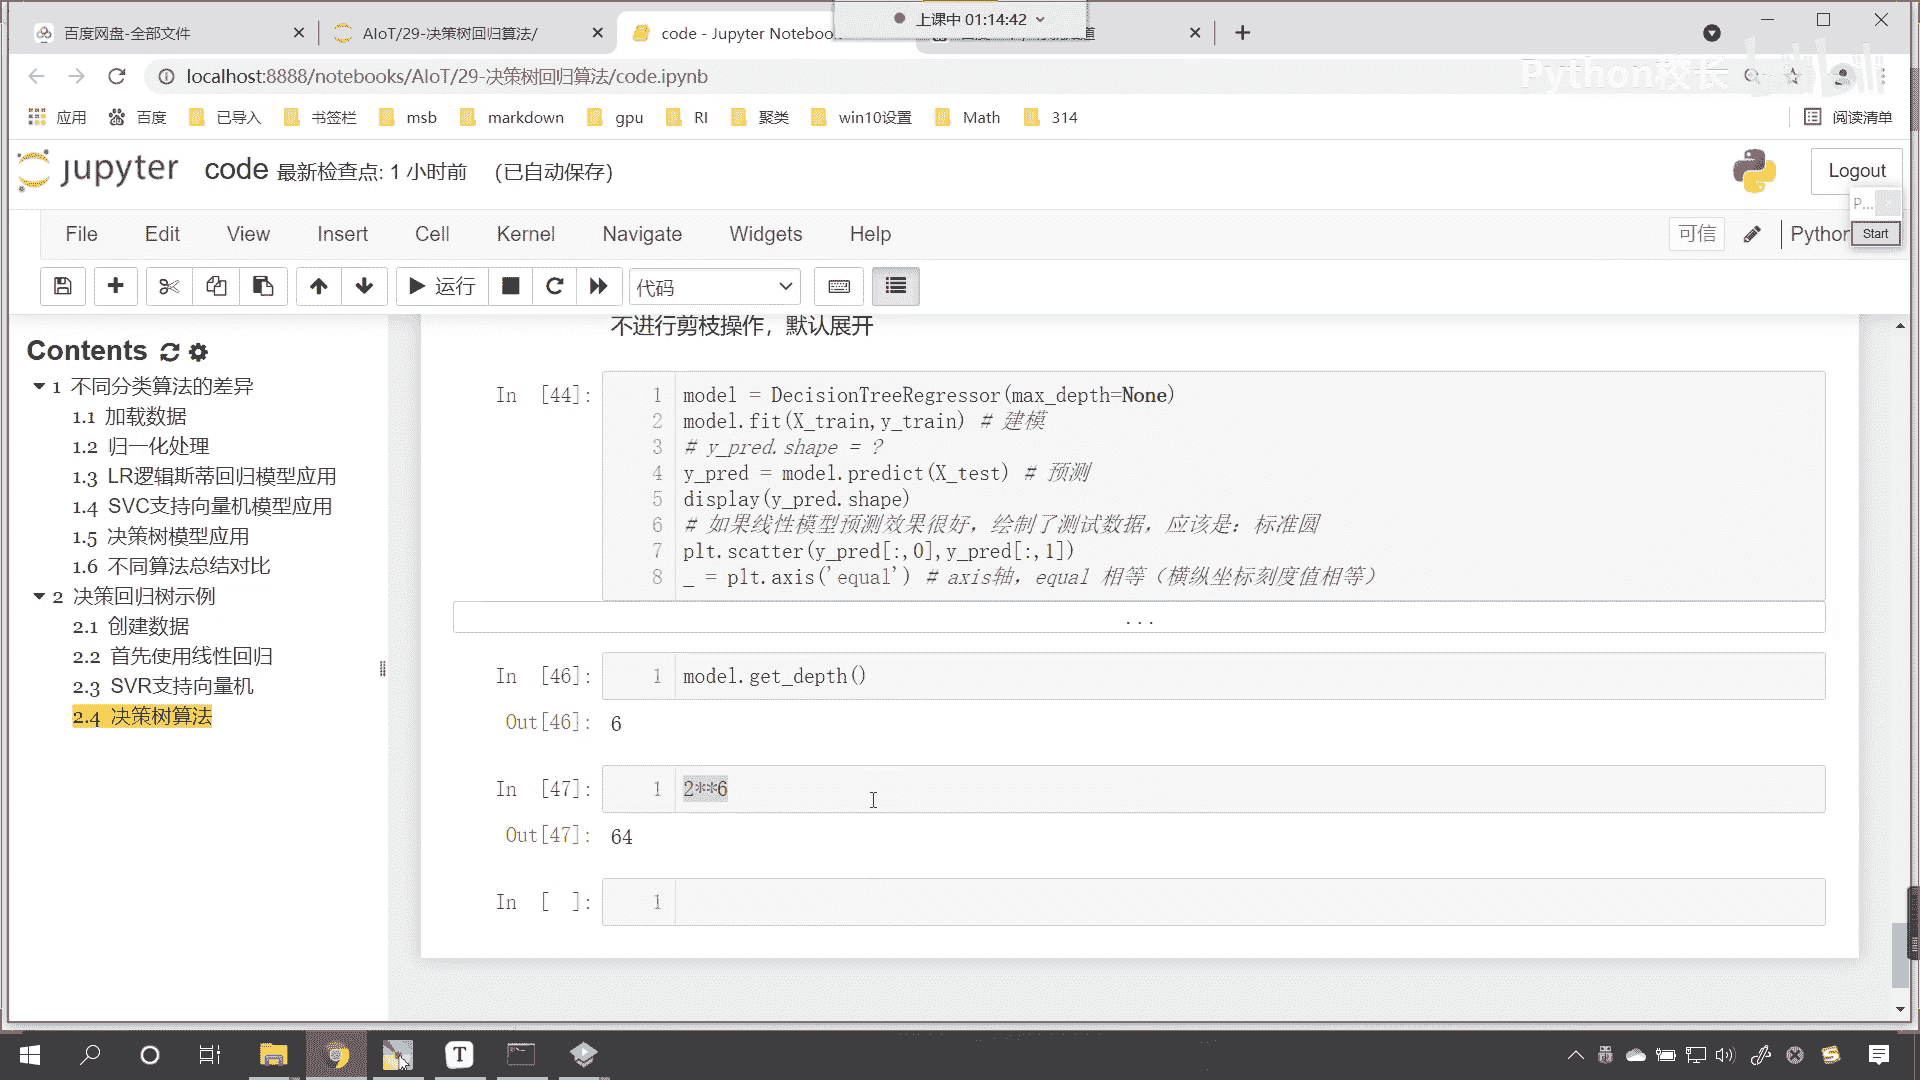 上课中 01:14:42
百度网盘-全部文件
AIoT/29-决策树回归算法/
code - Jupyter Noteboo
localhost:8888/notebooks/AIoT/29-决策树回归算法/code.ipynb
Python校长
应用 百度 已导入 书签栏 msb markdown gpu RI 聚类 win10设置 Math 314 阅读清单
jupyter code 最新检查点: 1 小时前 (已自动保存)
Logout
P...
Start
File Edit View Insert Cell Kernel Navigate Widgets Help 可信 Python
运行 代码
Contents
1 不同分类算法的差异
1.1 加载数据
1.2 归一化处理
1.3 LR逻辑斯蒂回归模型应用
1.4 SVC支持向量机模型应用
1.5 决策树模型应用
1.6 不同算法总结对比
2 决策回归树示例
2.1 创建数据
2.2 首先使用线性回归
2.3 SVR支持向量机
2.4 决策树算法
不进行剪枝操作，默认展开
In [44]:
1 model = DecisionTreeRegressor(max_depth=None)
2 model.fit(X_train,y_train) # 建模
3 # y_pred.shape = ?
4 y_pred = model.predict(X_test) # 预测
5 display(y_pred.shape)
6 # 如果线性模型预测效果很好，绘制了测试数据，应该是：标准圆
7 plt.scatter(y_pred[:,0],y_pred[:,1])
8 _ = plt.axis('equal') # axis轴，equal 相等（横纵坐标刻度值相等）
...
In [46]: 1 model.get_depth()
Out[46]: 6
In [47]: 1 2**6
Out[47]: 64
In [ ]: 1